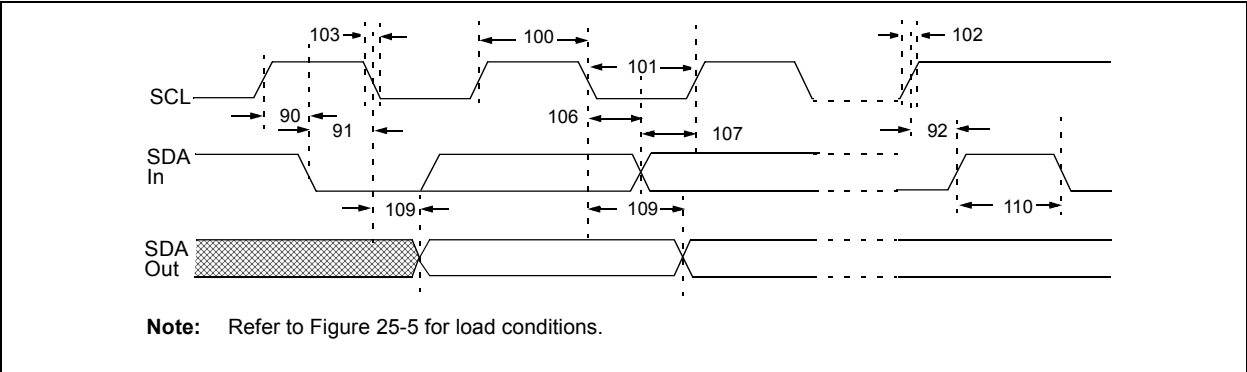 103
100
101
102
SCL
90
91
106
107
92
SDA
In
109
109
110
SDA
Out
Note: Refer to Figure 25-5 for load conditions.